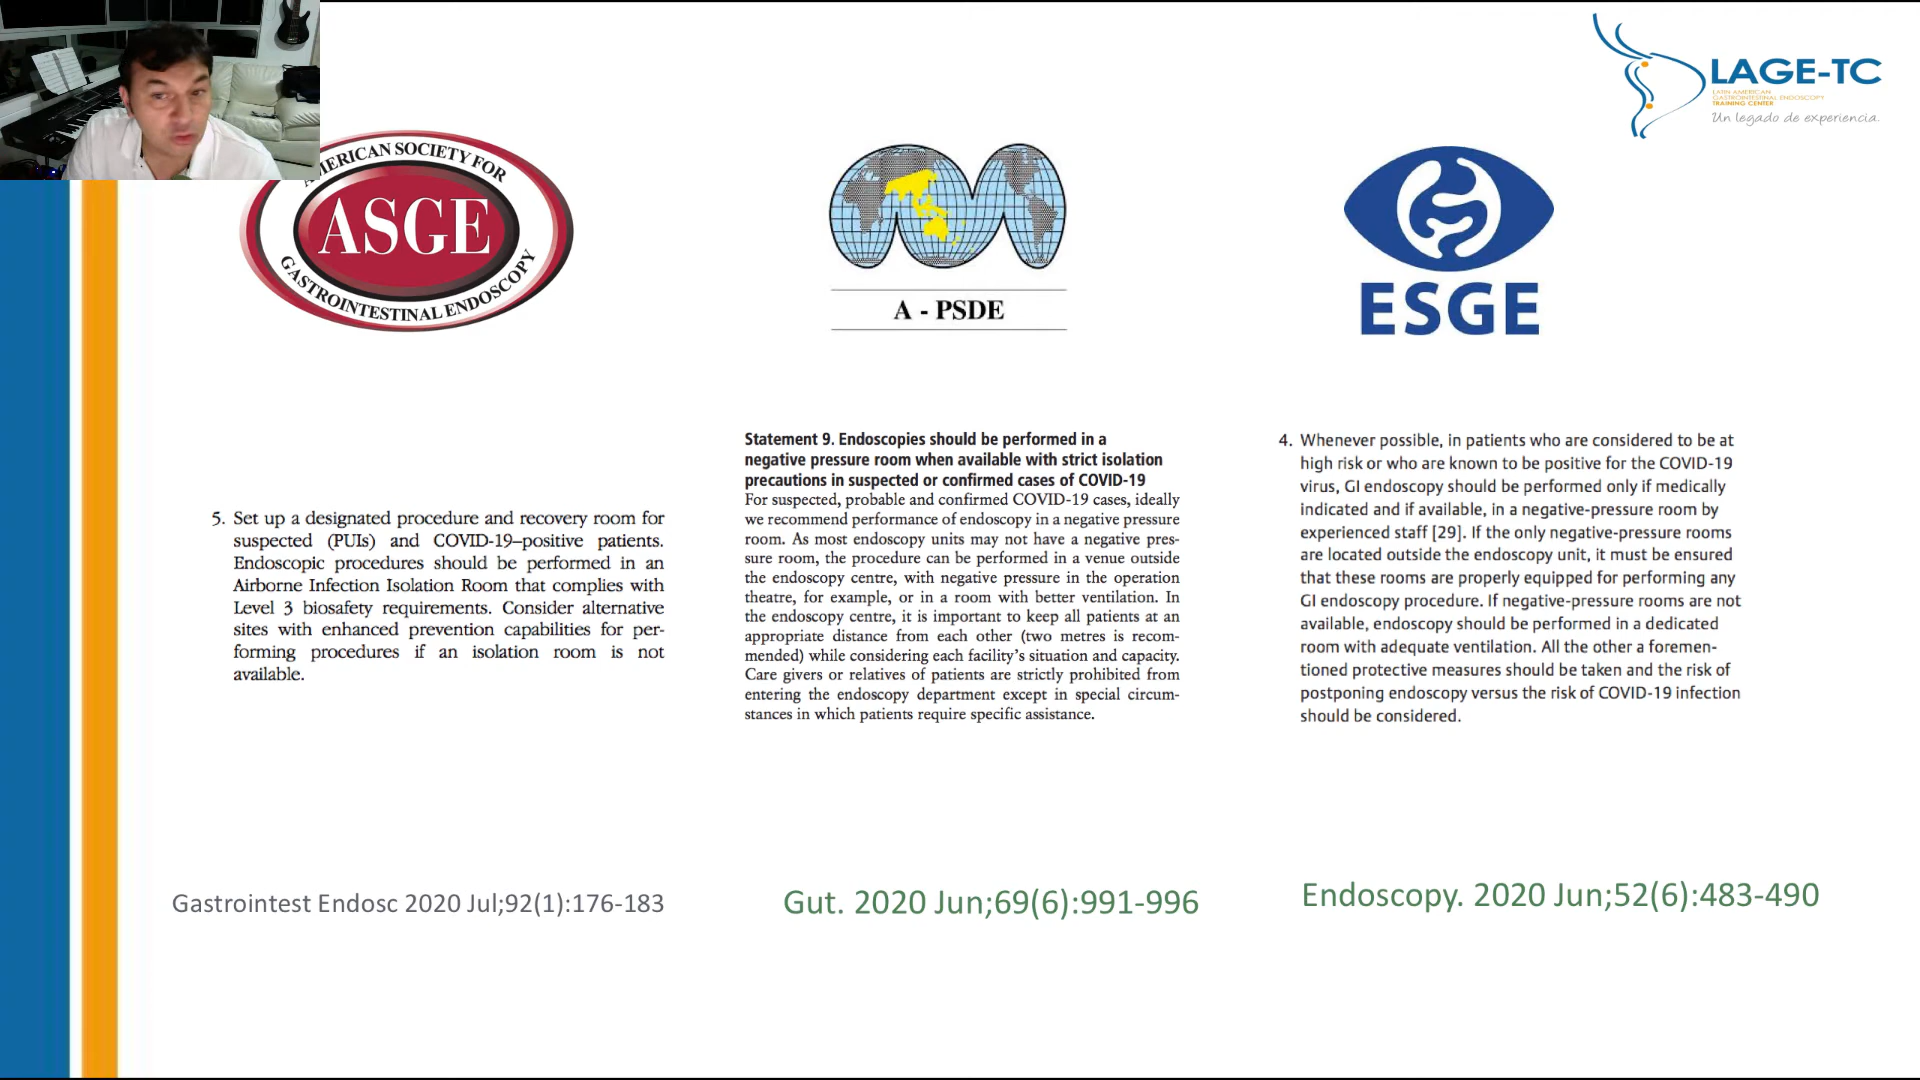 LAGE-TC
LATIN AMERICAN
GASTROINTESTINAL ENDOSCOPY
TRAINING CENTER
Un legado de experiencia.
ERICAN SOCIETY FOR
ASGE
GASTROINTESTINAL ENDOSCOPY
5. Set up a designated procedure and recovery room for
suspected (PUIs) and COVID-19–positive patients.
Endoscopic procedures should be performed in an
Airborne Infection Isolation Room that complies with
Level 3 biosafety requirements. Consider alternative
sites with enhanced prevention capabilities for per-
forming procedures if an isolation room is not
available.
Gastrointest Endosc 2020 Jul;92(1):176-183
A - PSDE
Statement 9. Endoscopies should be performed in a
negative pressure room when available with strict isolation
precautions in suspected or confirmed cases of COVID-19
For suspected, probable and confirmed COVID-19 cases, ideally
we recommend performance of endoscopy in a negative pressure
room. As most endoscopy units may not have a negative pres-
sure room, the procedure can be performed in a venue outside
the endoscopy centre, with negative pressure in the operation
theatre, for example, or in a room with better ventilation. In
the endoscopy centre, it is important to keep all patients at an
appropriate distance from each other (two metres is recom-
mended) while considering each facility's situation and capacity.
Care givers or relatives of patients are strictly prohibited from
entering the endoscopy department except in special circum-
stances in which patients require specific assistance.
Gut. 2020 Jun;69(6):991-996
ESGE
4. Whenever possible, in patients who are considered to be at
high risk or who are known to be positive for the COVID-19
virus, GI endoscopy should be performed only if medically
indicated and if available, in a negative-pressure room by
experienced staff [29]. If the only negative-pressure rooms
are located outside the endoscopy unit, it must be ensured
that these rooms are properly equipped for performing any
GI endoscopy procedure. If negative-pressure rooms are not
available, endoscopy should be performed in a dedicated
room with adequate ventilation. All the other a foremen-
tioned protective measures should be taken and the risk of
postponing endoscopy versus the risk of COVID-19 infection
should be considered.
Endoscopy. 2020 Jun;52(6):483-490